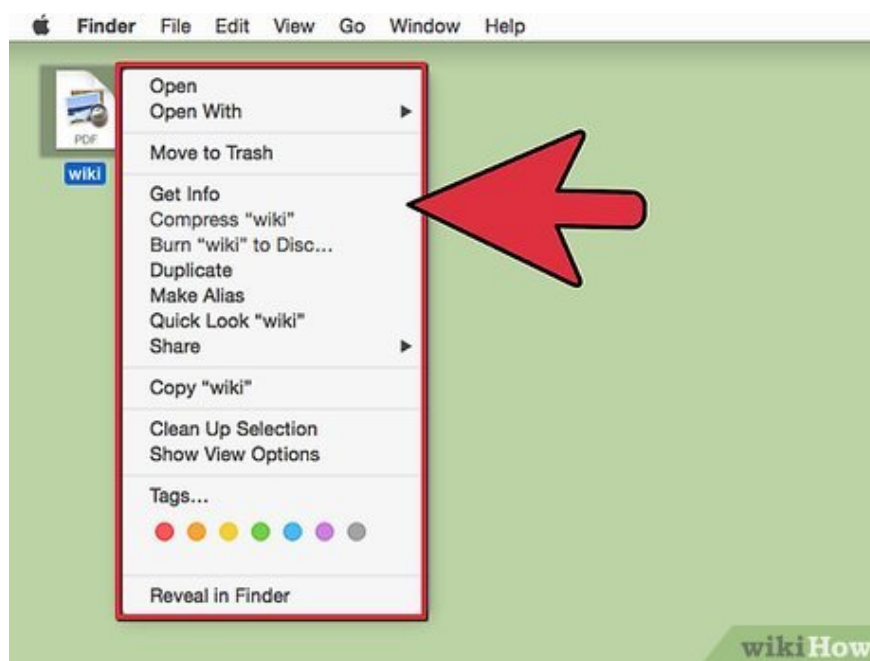 Finder File Edit View Go Window Help
PDF
wiki
Open
Open With
Move to Trash
Get Info
Compress “wiki”
Burn “wiki” to Disc...
Duplicate
Make Alias
Quick Look “wiki”
Share
Copy “wiki”
Clean Up Selection
Show View Options
Tags...
Reveal in Finder
wikiHow